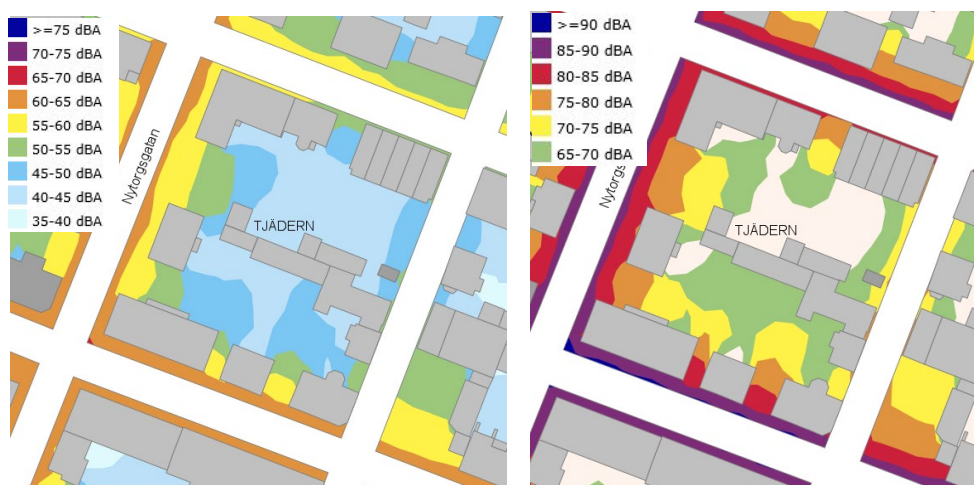 >=75 dBA
70-75 dBA
65-70 dBA
60-65 dBA
55-60 dBA
50-55 dBA
45-50 dBA
40-45 dBA
35-40 dBA
Nytorgsgatan
TJÄDERN
>=90 dBA
85-90 dBA
80-85 dBA
75-80 dBA
70-75 dBA
65-70 dBA
TJÄDERN